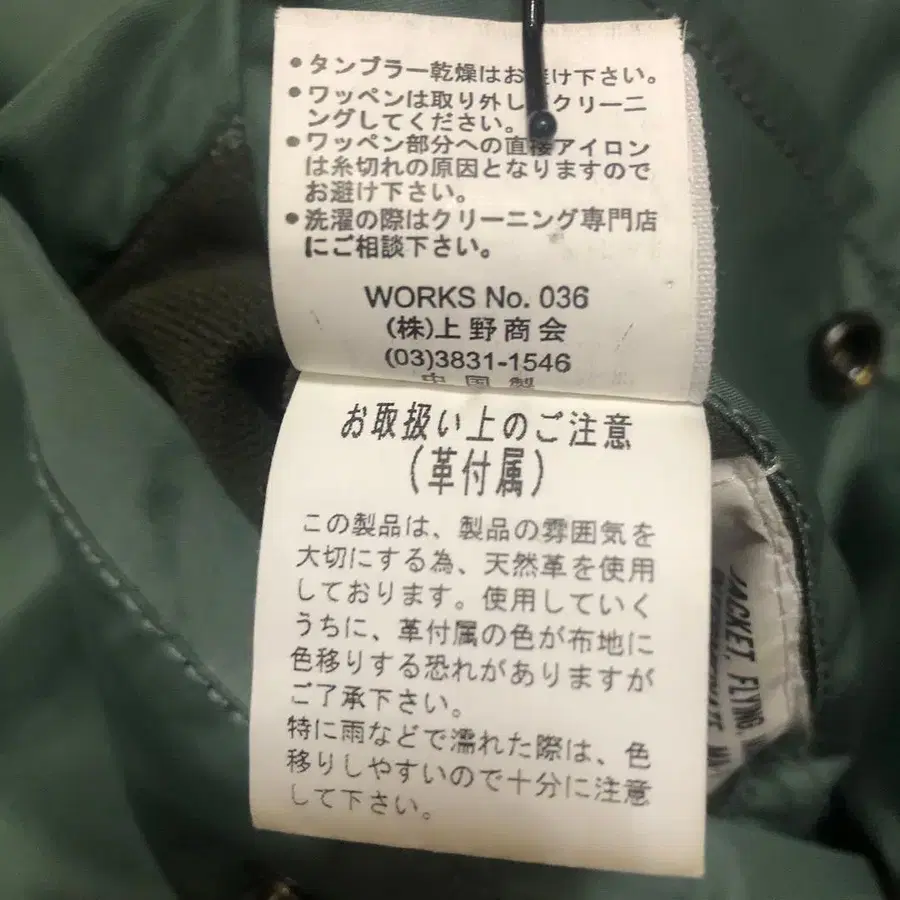 ● タンブラー乾燥はお避け下さい。
● ワッペンは取り外し クリーニ
ングしてください。
● ワッペン部分への直接アイロン
は糸切れの原因となりますので
お避け下さい。
● 洗濯の際はクリーニング専門店
にご相談下さい。
WORKS No. 036
(株)上野商会
(03)3831-1546
中国製
お取扱い上のご注意
(革付属)
この製品は、製品の雰囲気を
大切にする為、天然革を使用
しております。使用していく
うちに、革付属の色が布地に
色移りする恐れがありますが
ご了承下さい。
特に雨などで濡れた際は、色
移りしやすいので十分に注意
して下さい。
JACKET, FLYING,